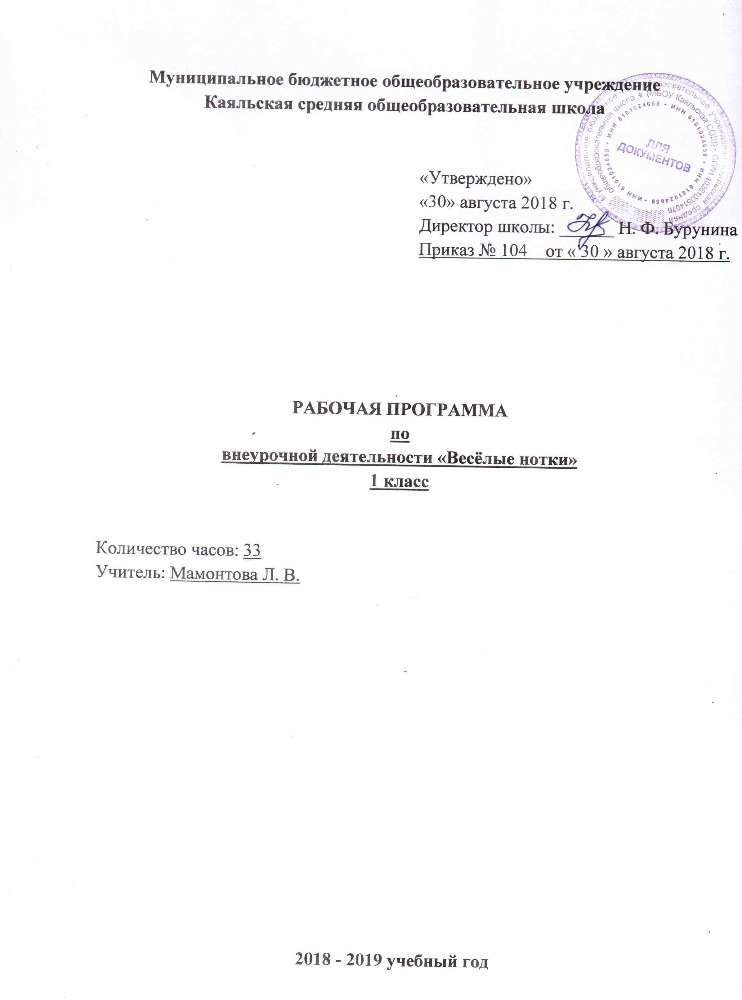 Муниципальное бюджетное общеобразовательное учреждение
Каяльская средняя общеобразовательная школа
Муниципальное бюджетное общеобразовательное учреждение Каяльская средняя
общеобразовательная школа * (МБОУ Каяльская СОШ) • ОГРН 1026100514076
ИНН 6101024658 • ИНН 6101024658 • ИНН 6101024658 • ИНН 6101024658 •
ДЛЯ
ДОКУМЕНТОВ
«Утверждено»
«30» августа 2018 г.
Директор школы: ______ Н. Ф. Бурунина
Приказ № 104 от « 30 » августа 2018 г.
РАБОЧАЯ ПРОГРАММА
по
внеурочной деятельности «Весёлые нотки»
1 класс
Количество часов: 33
Учитель: Мамонтова Л. В.
2018 - 2019 учебный год